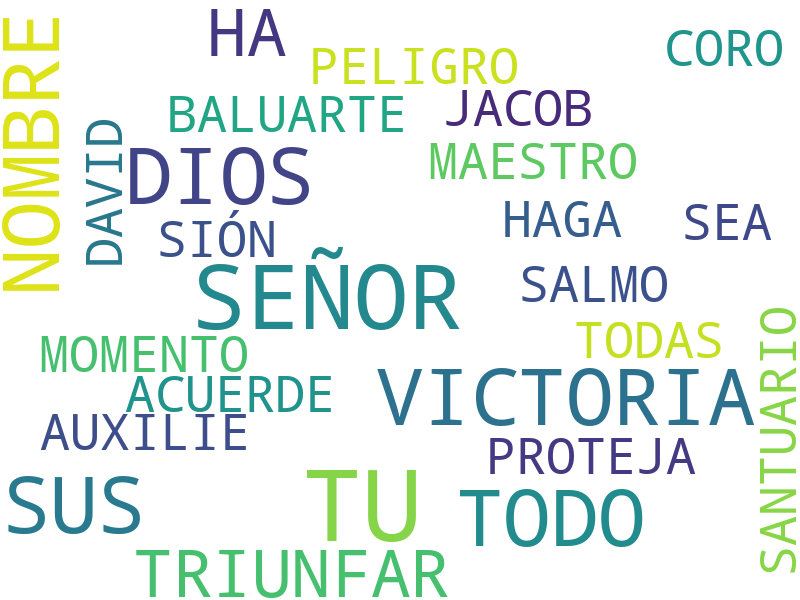 HA
CORO
NOMBRE
PELIGRO
BALUARTE
JACOB
DAVID
DIOS
MAESTRO
SIÓN
HAGA
SEA
SEÑOR
SALMO
SANTUARIO
MOMENTO
TODAS
ACUERDE
VICTORIA
AUXILIE
PROTEJA
SUS
TU
TODO
TRIUNFAR